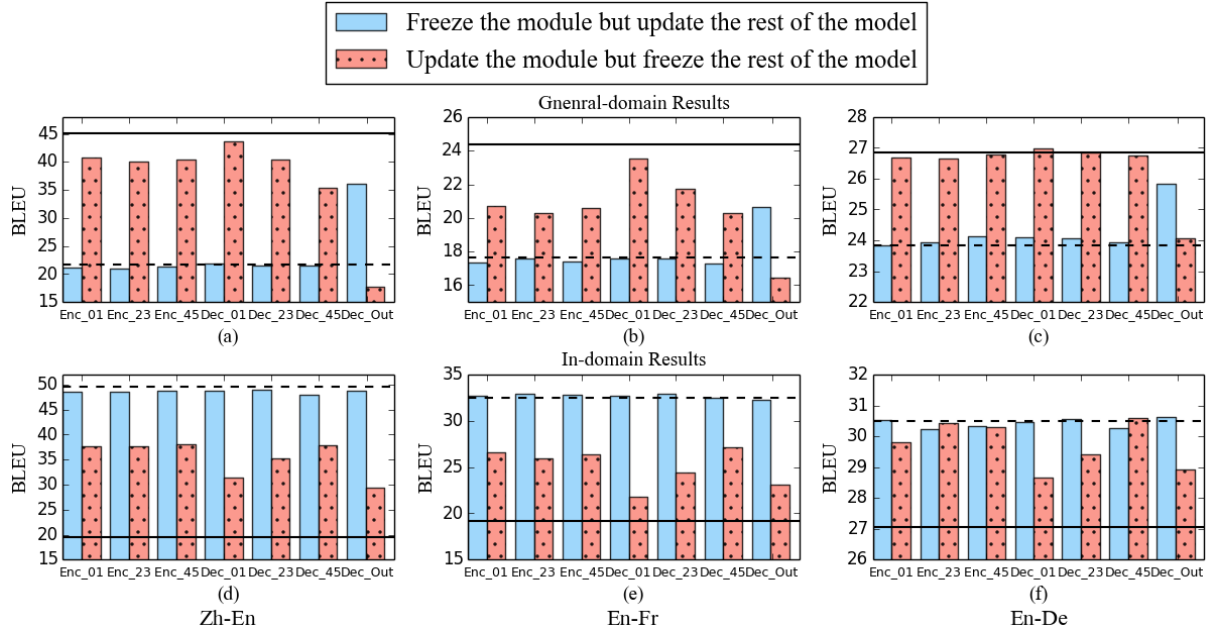 Freeze the module but update the rest of the model
Update the module but freeze the rest of the model
Gnenral-domain Results
BLEU
45
40
35
30
25
20
15
Enc_01 Enc_23 Enc_45 Dec_01 Dec_23 Dec_45 Dec_Out
(a)
BLEU
26
24
22
20
18
16
Enc_01 Enc_23 Enc_45 Dec_01 Dec_23 Dec_45 Dec_Out
(b)
BLEU
28
27
26
25
24
23
22
Enc_01 Enc_23 Enc_45 Dec_01 Dec_23 Dec_45 Dec_Out
(c)
In-domain Results
BLEU
50
45
40
35
30
25
20
15
Enc_01 Enc_23 Enc_45 Dec_01 Dec_23 Dec_45 Dec_Out
(d)
Zh-En
BLEU
35
30
25
20
15
Enc_01 Enc_23 Enc_45 Dec_01 Dec_23 Dec_45 Dec_Out
(e)
En-Fr
BLEU
32
31
30
29
28
27
26
Enc_01 Enc_23 Enc_45 Dec_01 Dec_23 Dec_45 Dec_Out
(f)
En-De